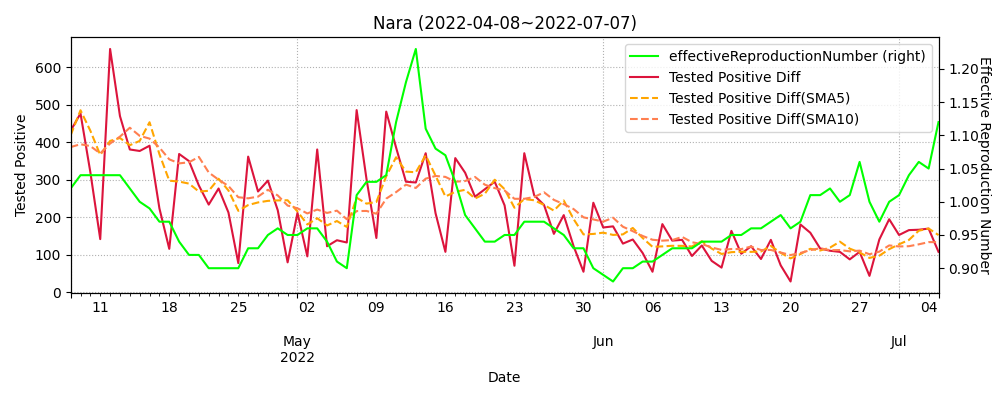 Nara (2022-04-08~2022-07-07)
effectiveReproductionNumber (right)
Tested Positive Diff
Tested Positive Diff(SMA5)
Tested Positive Diff(SMA10)
Tested Positive
600
500
400
300
200
100
0
1.20
1.15
1.10
1.05
1.00
0.95
0.90
Effective Reproduction Number
11 18 25 02 09 16 23 30 06 13 20 27 04
May Jun Jul
2022
Date